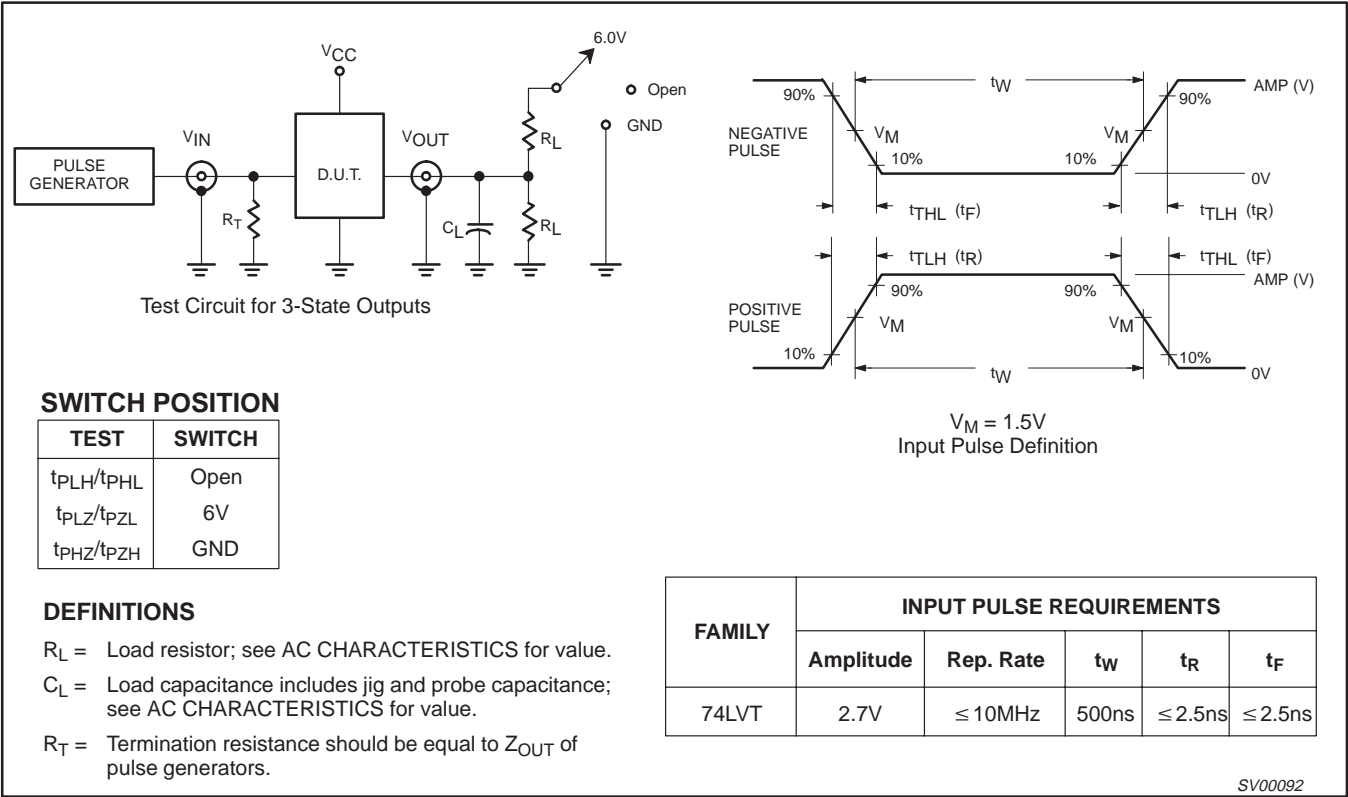 6.0V
VCC
Open
GND
VIN
VOUT
RL
PULSE
GENERATOR
D.U.T.
RT
CL
RL
Test Circuit for 3-State Outputs
tW
AMP (V)
90%
90%
NEGATIVE
PULSE
VM
VM
10%
10%
0V
tTHL (tF)
tTLH (tR)
tTLH (tR)
tTHL (tF)
AMP (V)
90%
90%
POSITIVE
PULSE
VM
VM
10%
10%
tW
0V
VM = 1.5V
Input Pulse Definition
SWITCH POSITION
TEST SWITCH
tPLH/tPHL Open
tPLZ/tPZL 6V
tPHZ/tPZH GND
DEFINITIONS
RL = Load resistor; see AC CHARACTERISTICS for value.
CL = Load capacitance includes jig and probe capacitance;
see AC CHARACTERISTICS for value.
RT = Termination resistance should be equal to ZOUT of
pulse generators.
FAMILY
INPUT PULSE REQUIREMENTS
Amplitude Rep. Rate tW tR tF
74LVT 2.7V ≤10MHz 500ns ≤2.5ns ≤2.5ns
SV00092